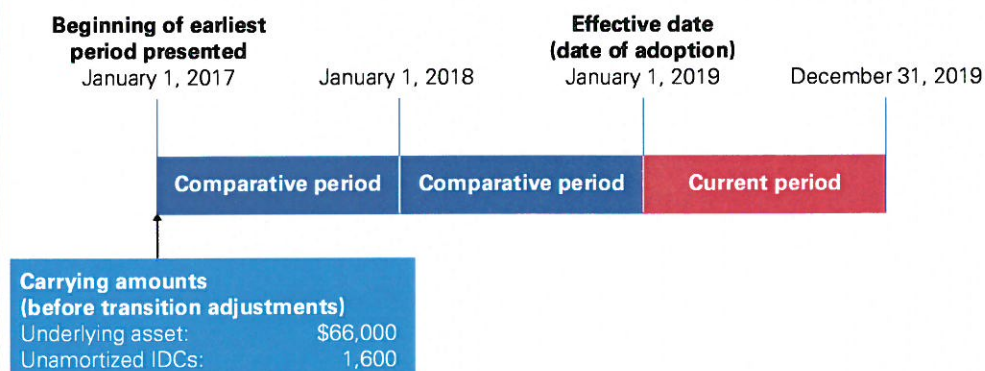 Beginning of earliest
period presented
January 1, 2017
January 1, 2018
Effective date
(date of adoption)
January 1, 2019
December 31, 2019
Comparative period
Comparative period
Current period
Carrying amounts
(before transition adjustments)
Underlying asset: $66,000
Unamortized IDCs: 1,600